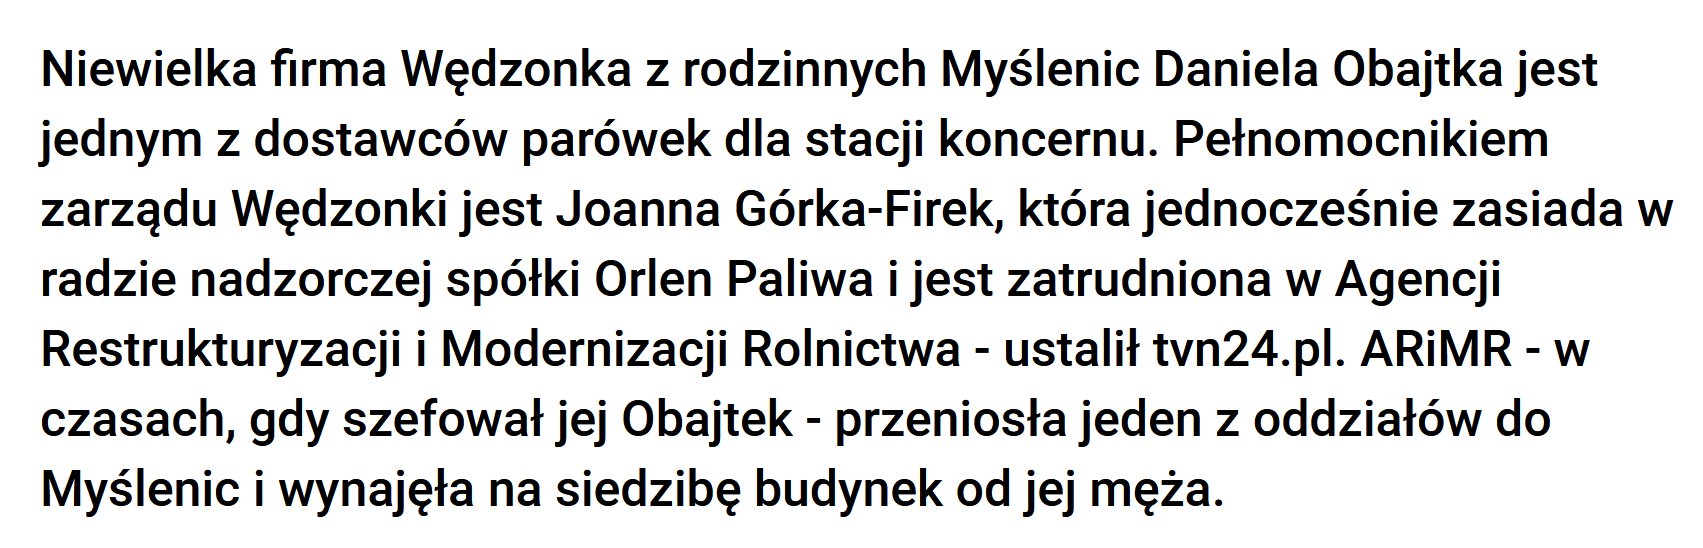 Niewielka firma Wędzonka z rodzinnych Myślenic Daniela Obajtka jest
jednym z dostawców parówek dla stacji koncernu. Pełnomocnikiem
zarządu Wędzonki jest Joanna Górka-Firek, która jednocześnie zasiada w
radzie nadzorczej spółki Orlen Paliwa i jest zatrudniona w Agencji
Restrukturyzacji i Modernizacji Rolnictwa - ustalił tvn24.pl. ARiMR - w
czasach, gdy szefował jej Obajtek - przeniosła jeden z oddziałów do
Myślenic i wynajęła na siedzibę budynek od jej męża.